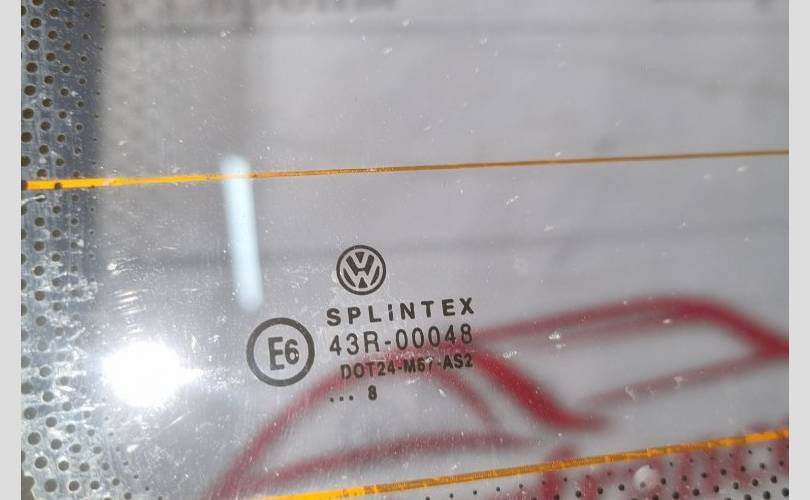 SPLINTEX
E6
43R-00048
DOT24-M67-AS2
... 8